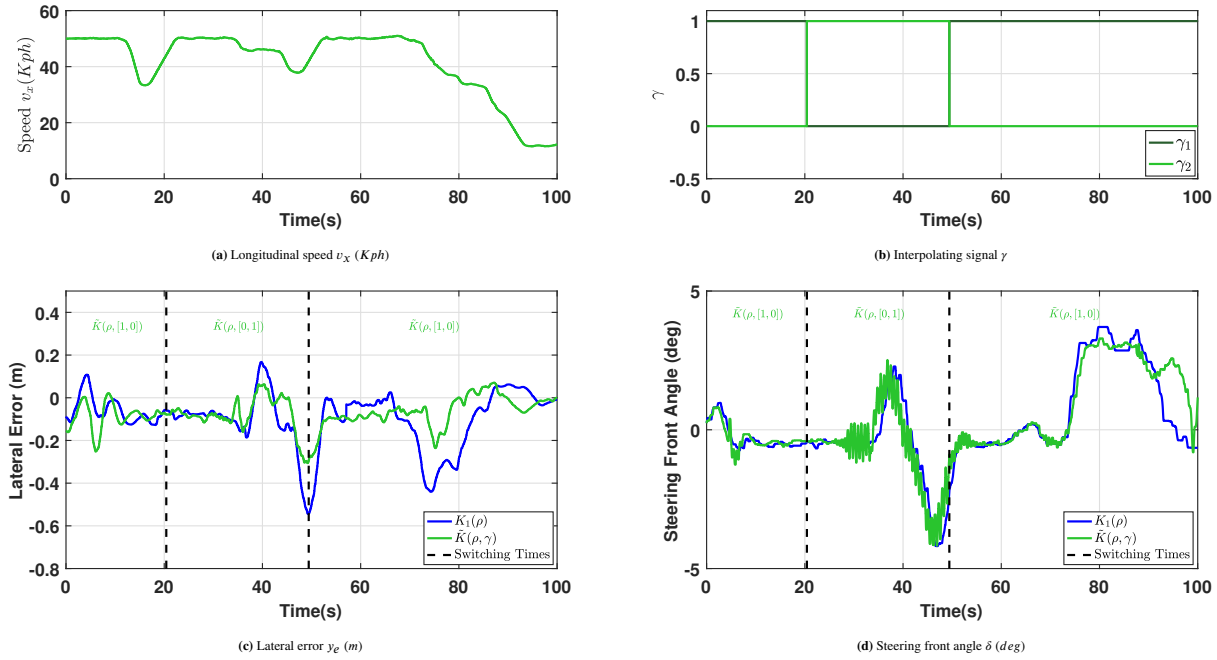 60
40
20
0
0 20 40 60 80 100
Speed $v_x(Kph)$
Time(s)
(a) Longitudinal speed $v_x$ (Kph)
1
0.5
0
-0.5
0 20 40 60 80 100
γ
γ₁
γ₂
Time(s)
(b) Interpolating signal γ
0.4
0.2
0
-0.2
-0.4
-0.6
-0.8
0 20 40 60 80 100
Lateral Error (m)
K̃(ρ, [1, 0]) K̃(ρ, [0, 1]) K̃(ρ, [1, 0])
K₁(ρ)
K̃(ρ, γ)
Switching Times
Time(s)
(c) Lateral error $y_e$ (m)
5
0
-5
0 20 40 60 80 100
Steering Front Angle (deg)
K̃(ρ, [1, 0]) K̃(ρ, [0, 1]) K̃(ρ, [1, 0])
K₁(ρ)
K̃(ρ, γ)
Switching Times
Time(s)
(d) Steering front angle δ (deg)